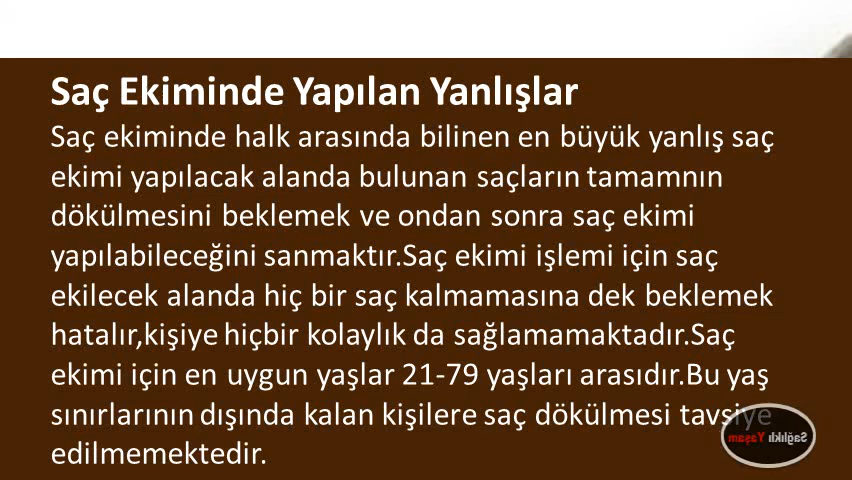 Saç Ekiminde Yapılan Yanlışlar
Saç ekiminde halk arasında bilinen en büyük yanlış saç
ekimi yapılacak alanda bulunan saçların tamamnın
dökülmesini beklemek ve ondan sonra saç ekimi
yapılabileceğini sanmaktır.Saç ekimi işlemi için saç
ekilecek alanda hiç bir saç kalmamasına dek beklemek
hatalır,kişiye hiçbir kolaylık da sağlamamaktadır.Saç
ekimi için en uygun yaşlar 21-79 yaşları arasıdır.Bu yaş
sınırlarının dışında kalan kişilere saç dökülmesi tavsiye
edilmemektedir.
Sağlıklı Yaşam